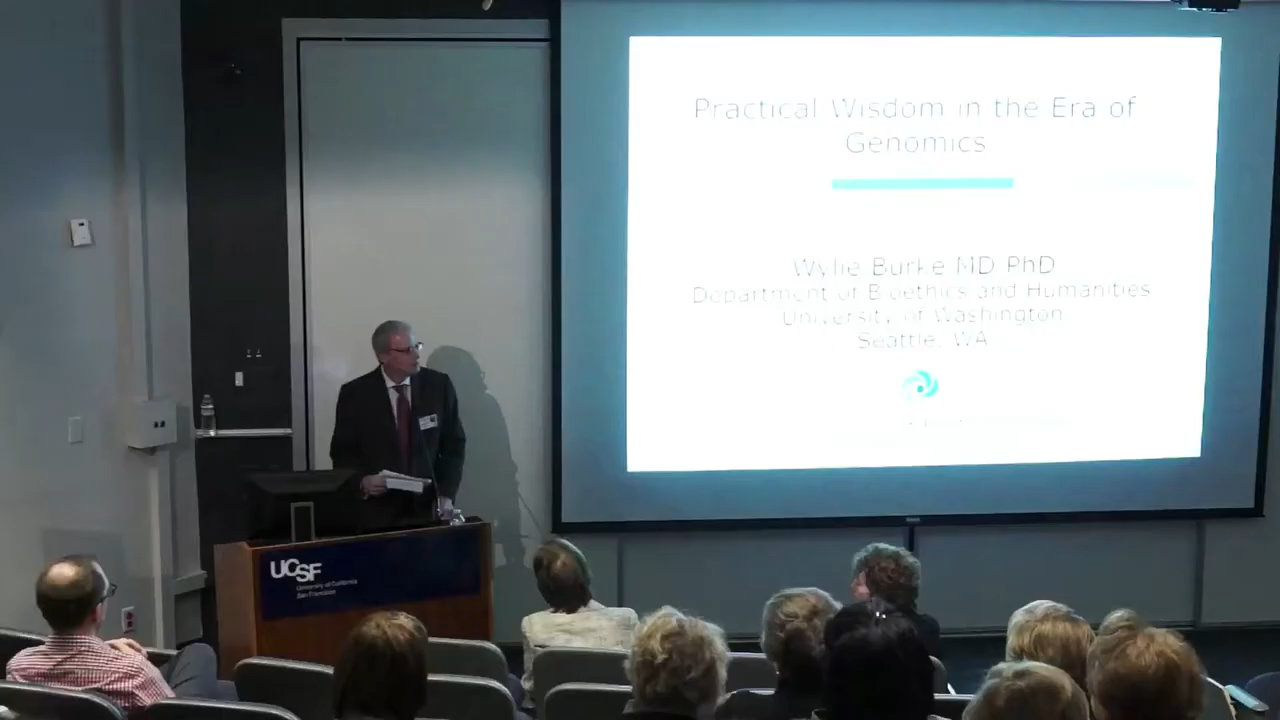 Practical Wisdom in the Era of
Genomics
Wylie Burke MD PhD
Department of Bioethics and Humanities
University of Washington
Seattle, WA
UCSF
University of California
San Francisco